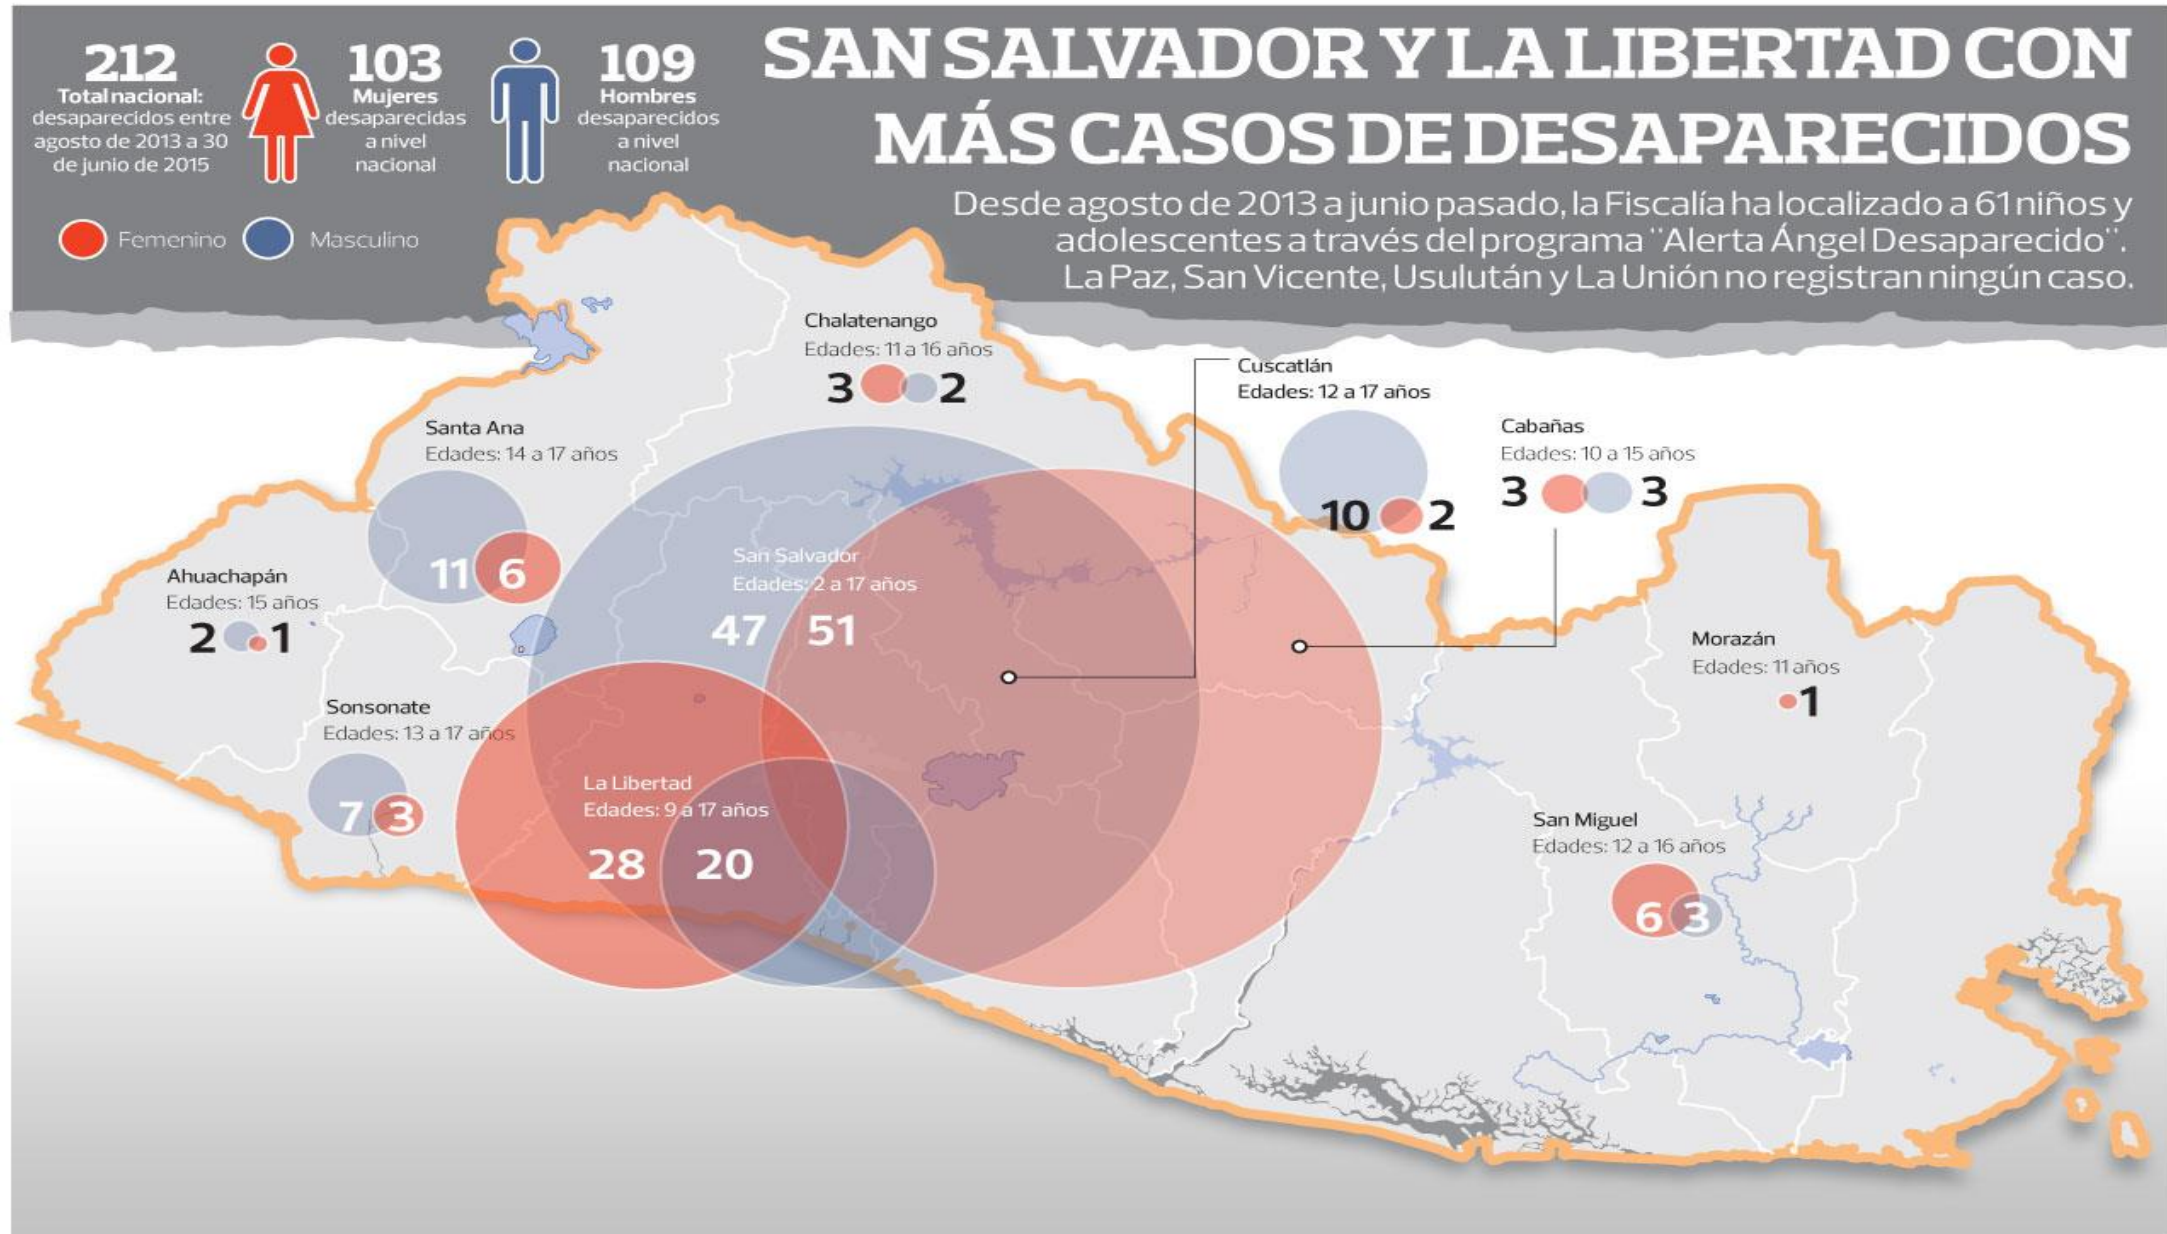 212
Total nacional:
desaparecidos entre
agosto de 2013 a 30
de junio de 2015
103
Mujeres
desaparecidas
a nivel
nacional
109
Hombres
desaparecidos
a nivel
nacional
Femenino
Masculino
SAN SALVADOR Y LA LIBERTAD CON
MÁS CASOS DE DESAPARECIDOS
Desde agosto de 2013 a junio pasado, la Fiscalía ha localizado a 61 niños y
adolescentes a través del programa "Alerta Ángel Desaparecido".
La Paz, San Vicente, Usulután y La Unión no registran ningún caso.
Chalatenango
Edades: 11 a 16 años
3 2
Cuscatlán
Edades: 12 a 17 años
10 2
Cabañas
Edades: 10 a 15 años
3 3
Santa Ana
Edades: 14 a 17 años
11 6
San Salvador
Edades: 2 a 17 años
47 51
Ahuachapán
Edades: 15 años
2 1
Morazán
Edades: 11 años
1
Sonsonate
Edades: 13 a 17 años
7 3
La Libertad
Edades: 9 a 17 años
28 20
San Miguel
Edades: 12 a 16 años
6 3